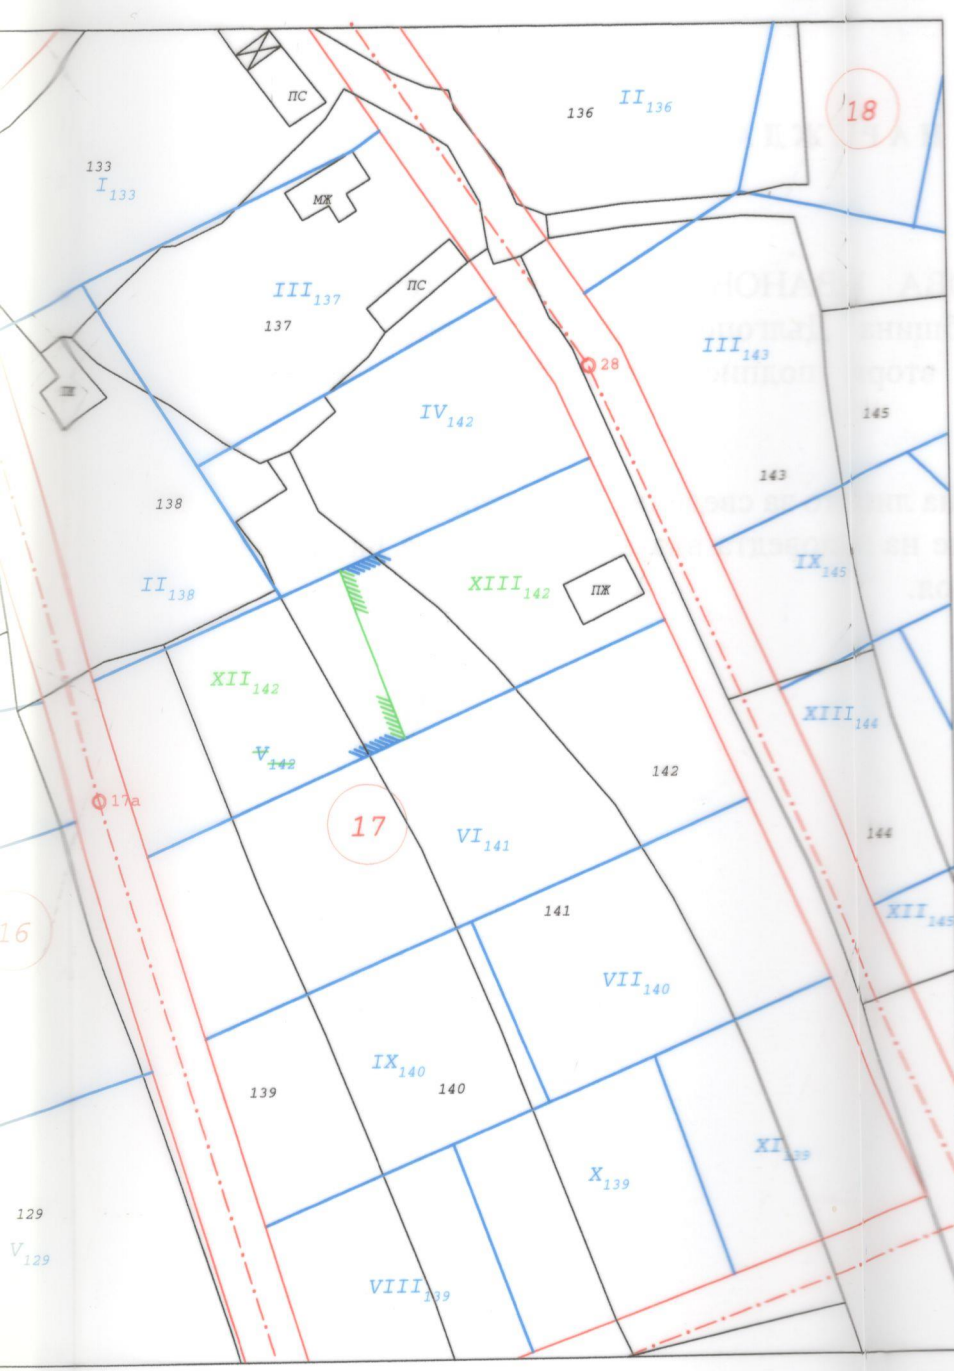 ПС
136
II136
18
133
I133
МЖ
III137
137
ПС
28
III143
IV142
145
143
138
IX145
II138
XIII142
ПЖ
XII142
XIII144
V142
142
17а
17
VI141
144
141
XII145
16
VII140
IX140
139
140
XI139
X139
129
V129
VIII139